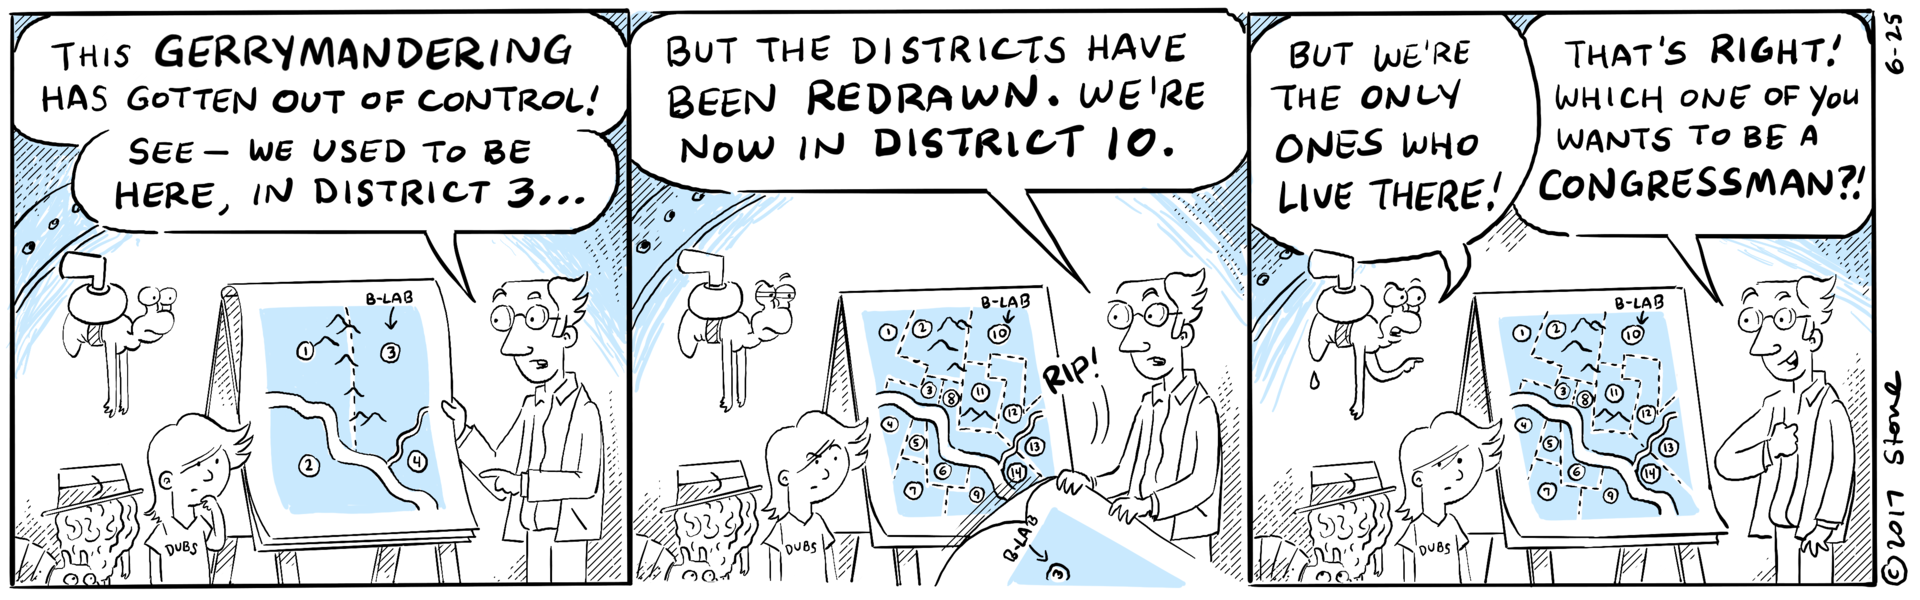 THIS GERRYMANDERING
HAS GOTTEN OUT OF CONTROL!
SEE — WE USED TO BE
HERE, IN DISTRICT 3...
B-LAB
1
3
2
4
DUBS
BUT THE DISTRICTS HAVE
BEEN REDRAWN. WE'RE
NOW IN DISTRICT 10.
B-LAB
1
2
10
3
8
11
12
4
5
13
6
14
7
9
RIP!
B-LAB
3
DUBS
BUT WE'RE
THE ONLY
ONES WHO
LIVE THERE!
THAT'S RIGHT!
WHICH ONE OF YOU
WANTS TO BE A
CONGRESSMAN?!
B-LAB
1
2
10
3
8
11
12
4
5
13
6
14
7
9
DUBS
6-25
©2017 Stone